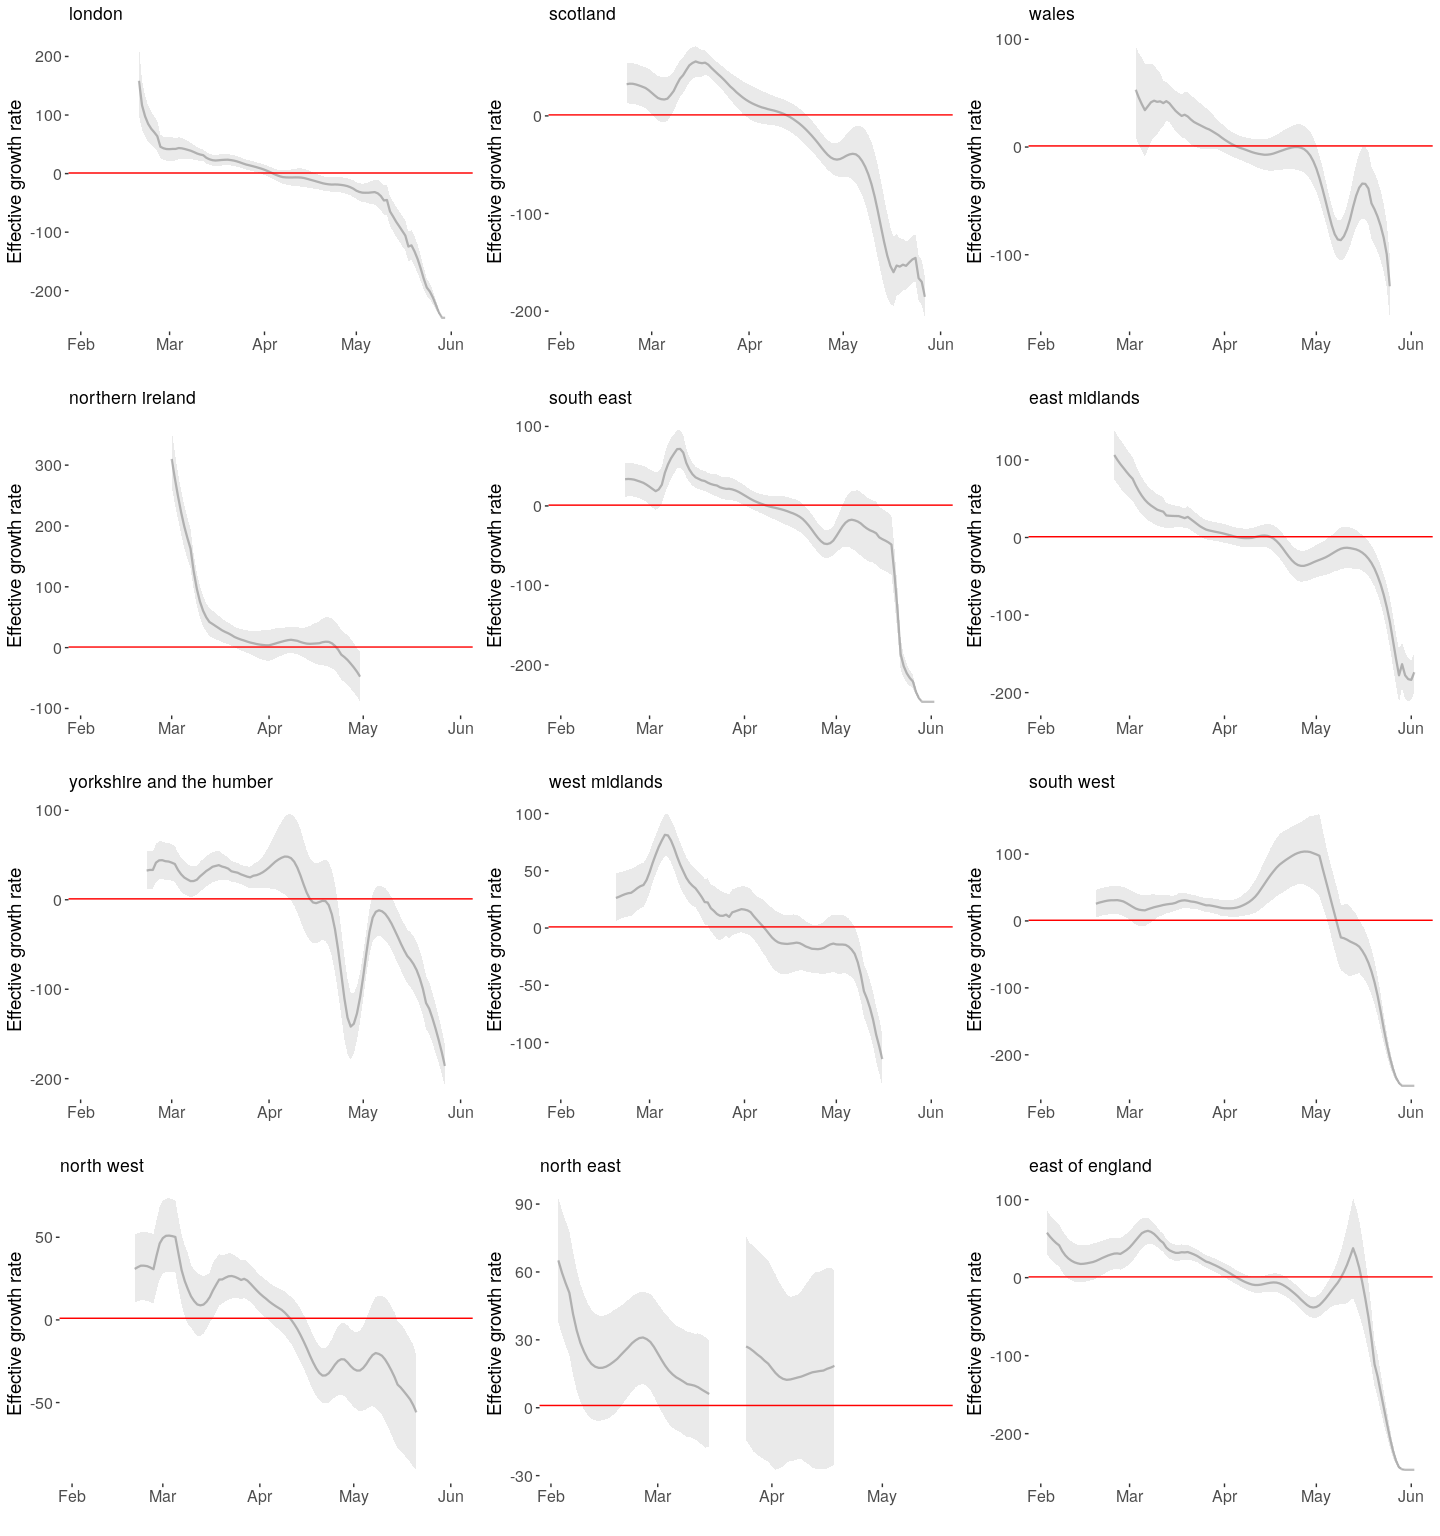 london
200
100
0
-100
-200
Effective growth rate
Feb Mar Apr May Jun
scotland
0
-100
-200
Effective growth rate
Feb Mar Apr May Jun
wales
100
0
-100
Effective growth rate
Feb Mar Apr May Jun
northern ireland
300
200
100
0
-100
Effective growth rate
Feb Mar Apr May Jun
south east
100
0
-100
-200
Effective growth rate
Feb Mar Apr May Jun
east midlands
100
0
-100
-200
Effective growth rate
Feb Mar Apr May Jun
yorkshire and the humber
100
0
-100
-200
Effective growth rate
Feb Mar Apr May Jun
west midlands
100
50
0
-50
-100
Effective growth rate
Feb Mar Apr May Jun
south west
100
0
-100
-200
Effective growth rate
Feb Mar Apr May Jun
north west
50
0
-50
Effective growth rate
Feb Mar Apr May Jun
north east
90
60
30
0
-30
Effective growth rate
Feb Mar Apr May
east of england
100
0
-100
-200
Effective growth rate
Feb Mar Apr May Jun